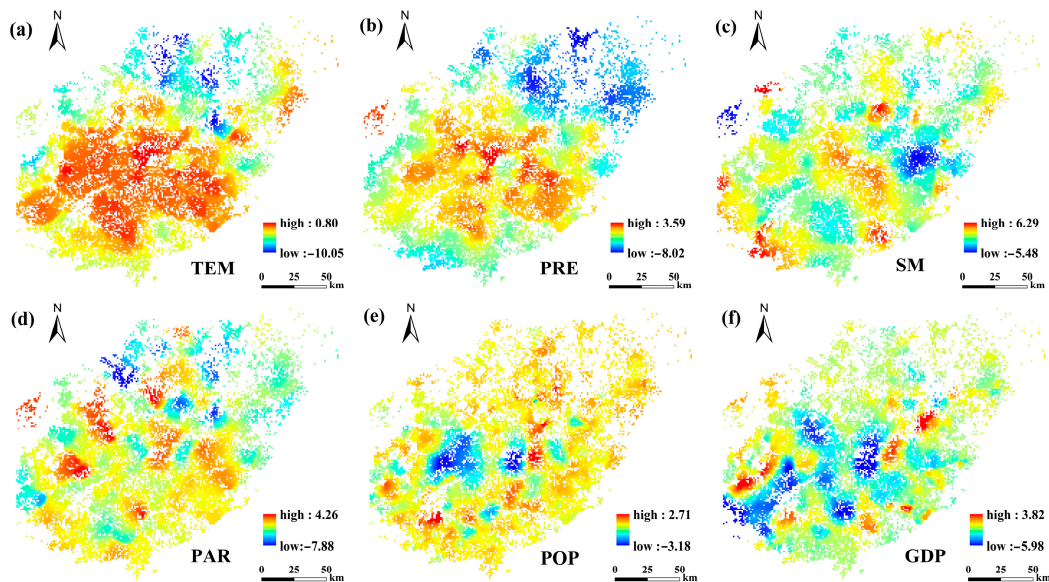 (a)
N
high : 0.80
low :−10.05
TEM
0 25 50
km
(b)
N
high : 3.59
low :−8.02
PRE
0 25 50
km
(c)
N
high : 6.29
low : −5.48
SM
0 25 50
km
(d)
N
high : 4.26
low:−7.88
PAR
0 25 50
km
(e)
N
high : 2.71
low :−3.18
POP
0 25 50
km
(f)
N
high : 3.82
low :−5.98
GDP
0 25 50
km